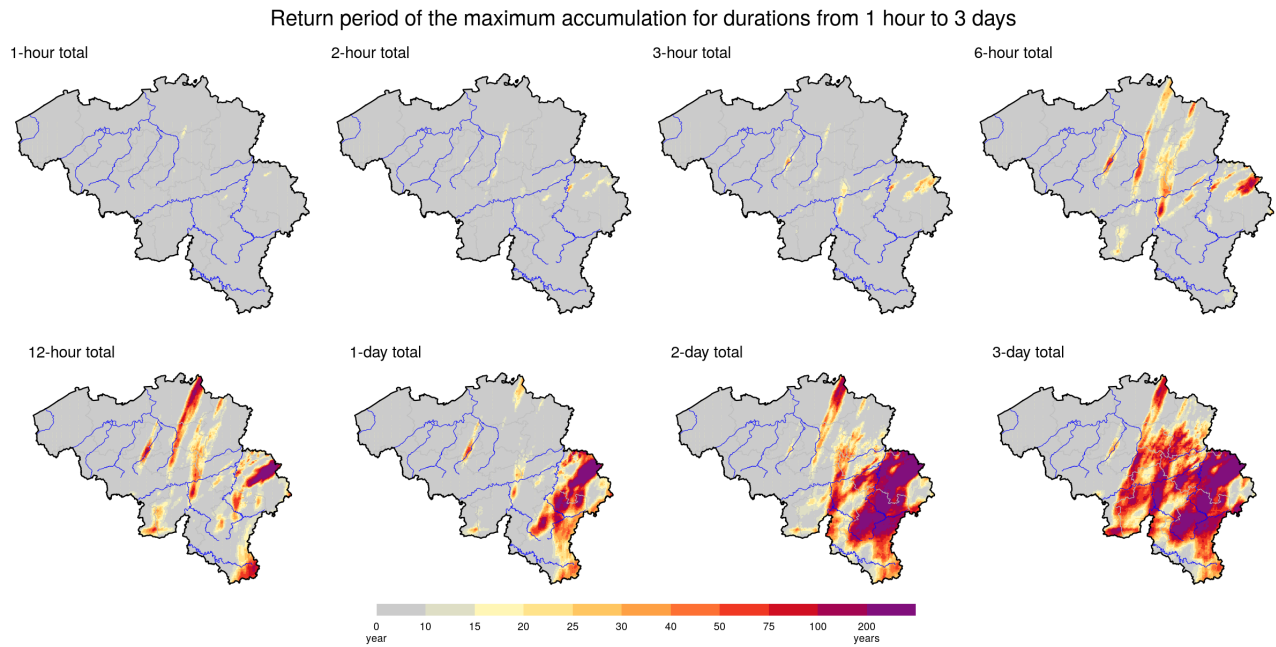 Return period of the maximum accumulation for durations from 1 hour to 3 days
1-hour total
2-hour total
3-hour total
6-hour total
12-hour total
1-day total
2-day total
3-day total
0 10 15 20 25 30 40 50 75 100 200
year years